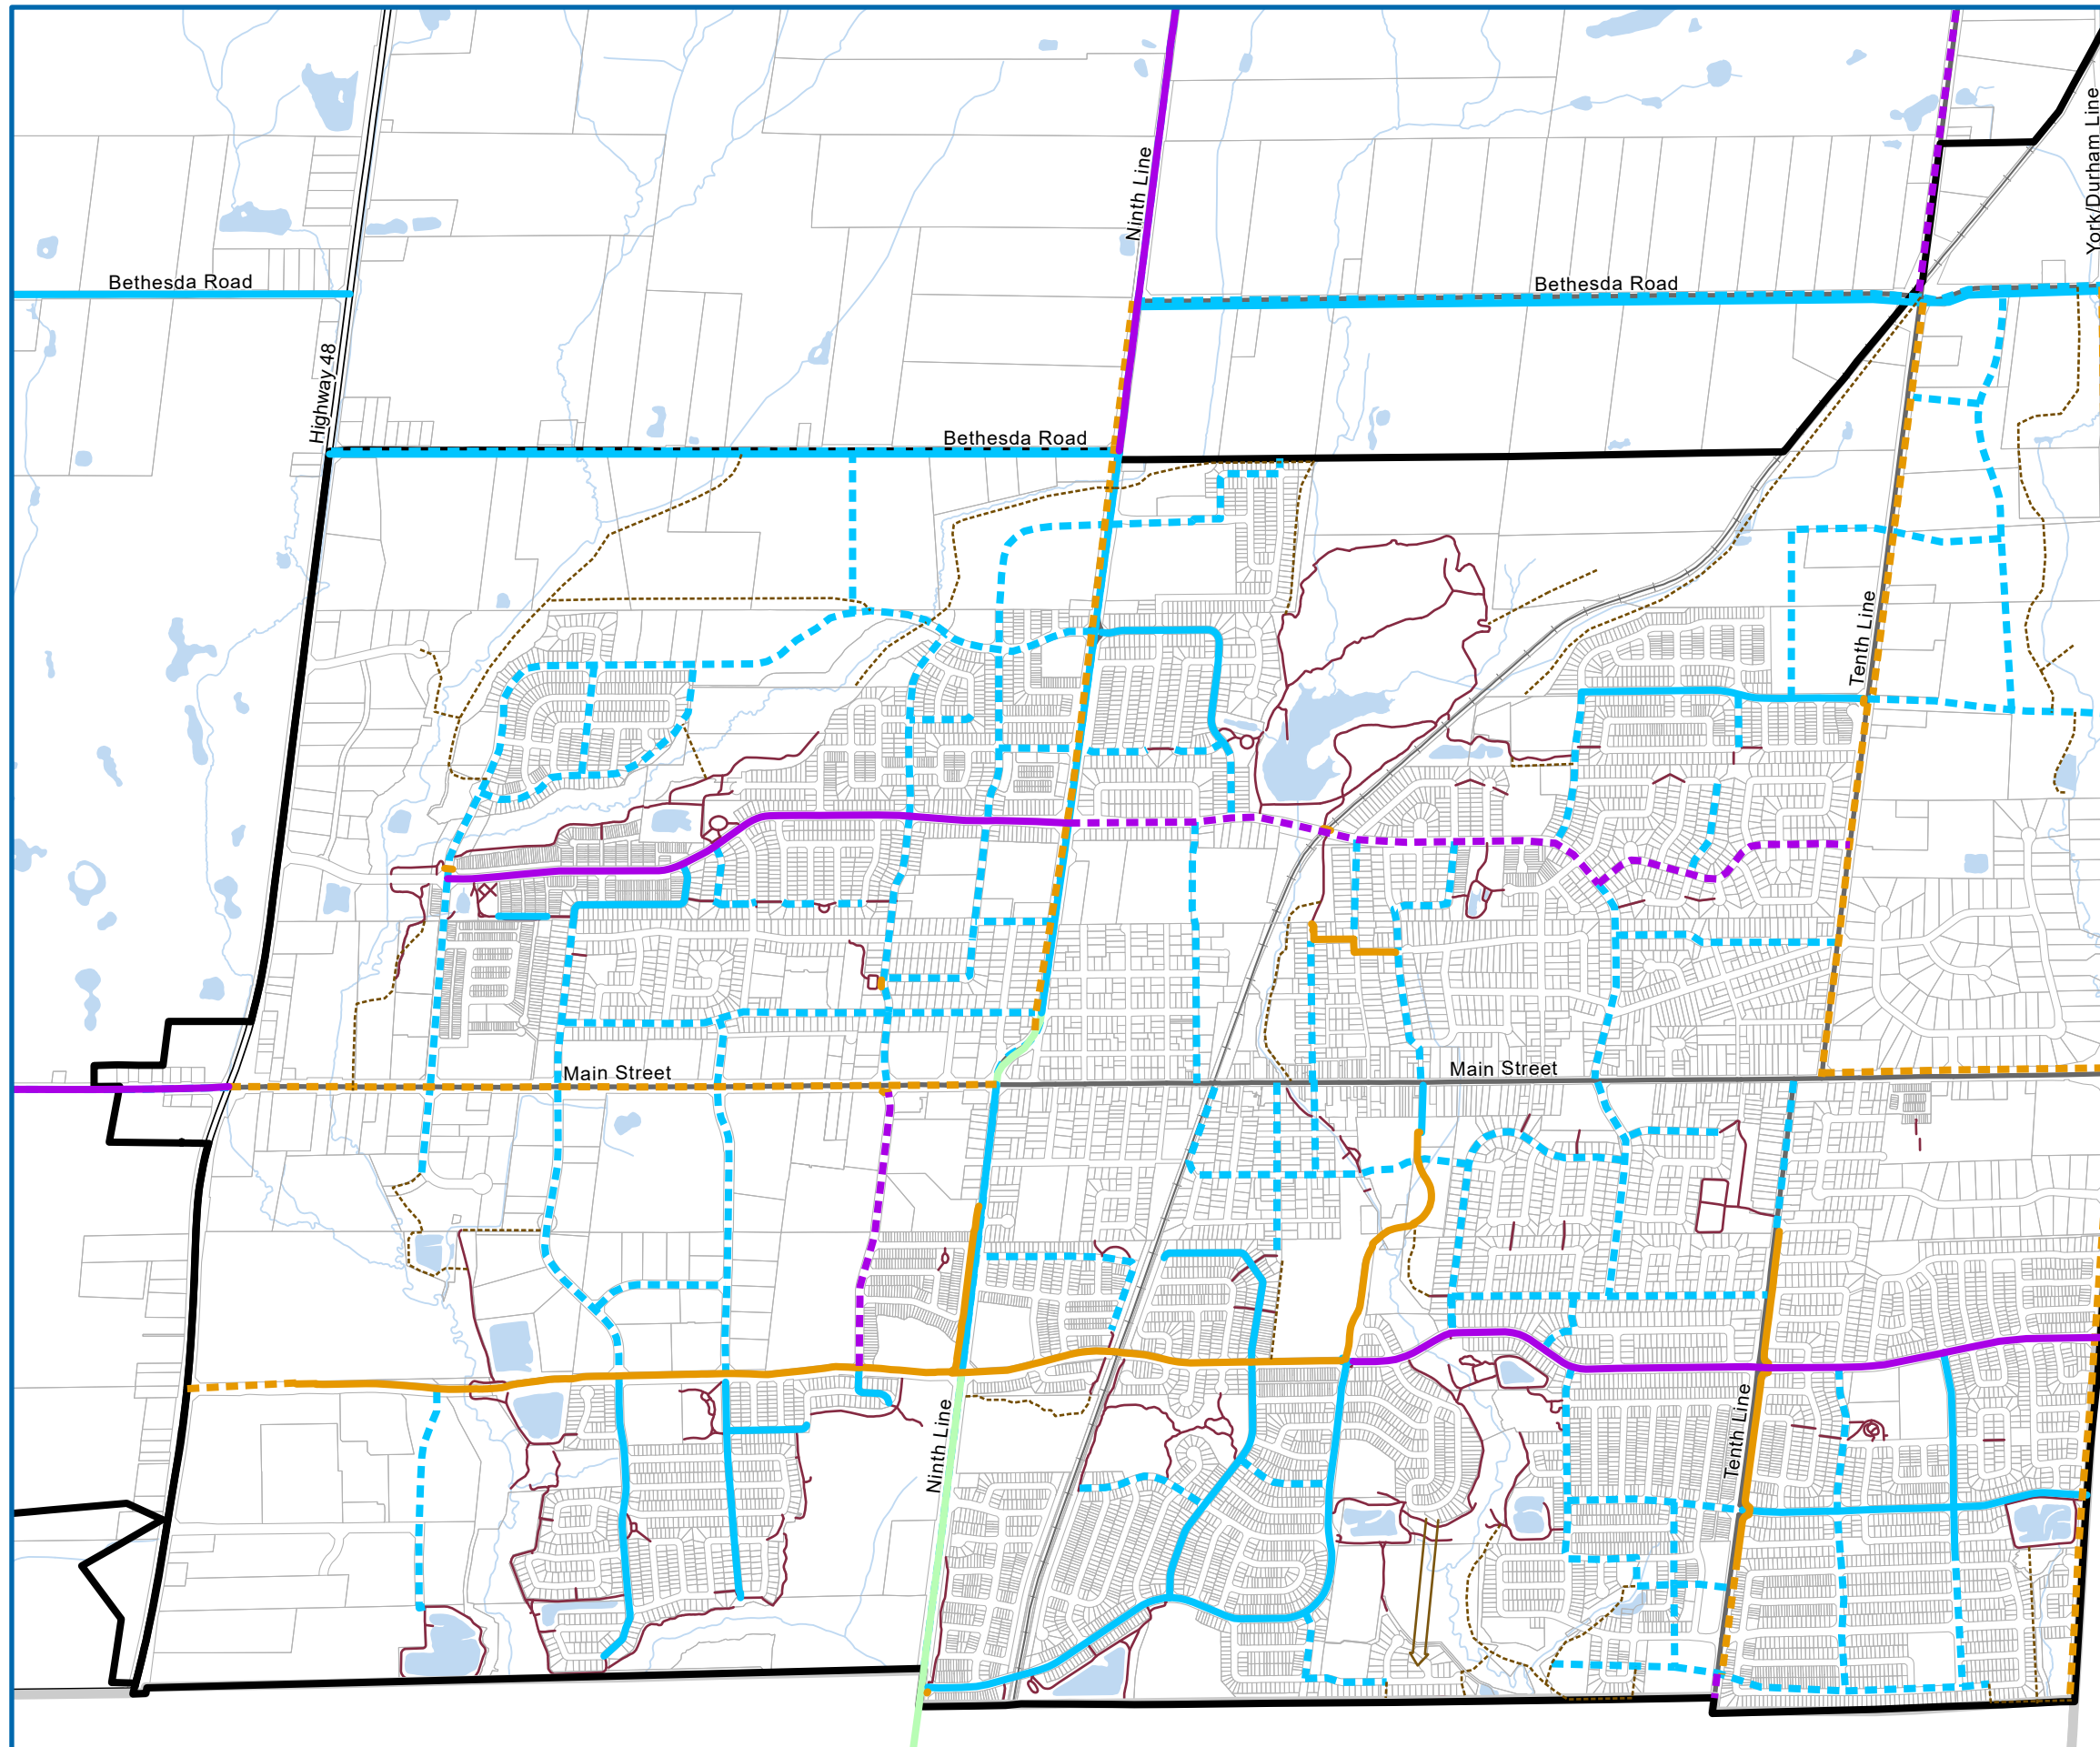 York/Durham Line
Ninth Line
Bethesda Road
Bethesda Road
Highway 48
Bethesda Road
Tenth Line
Main Street
Main Street
Ninth Line
Tenth Line